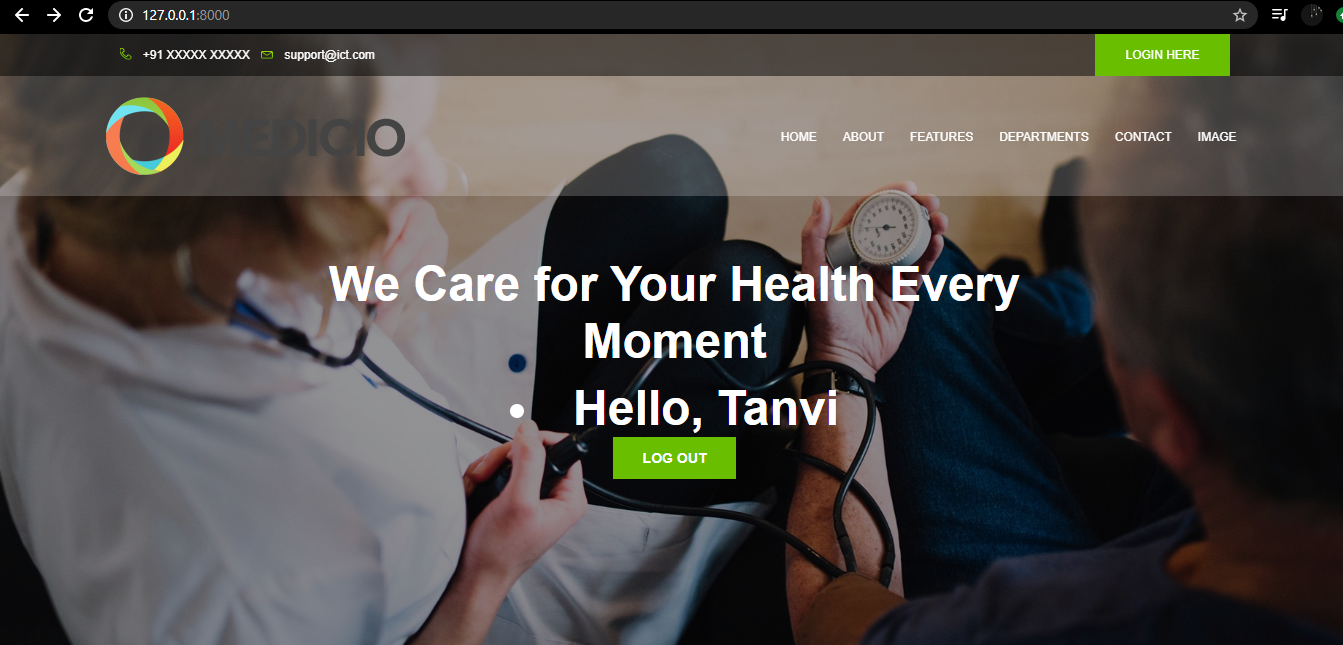 127.0.0.1:8000
+91 XXXXX XXXXX support@ict.com LOGIN HERE
MEDICIO HOME ABOUT FEATURES DEPARTMENTS CONTACT IMAGE
We Care for Your Health Every
Moment
• Hello, Tanvi
LOG OUT